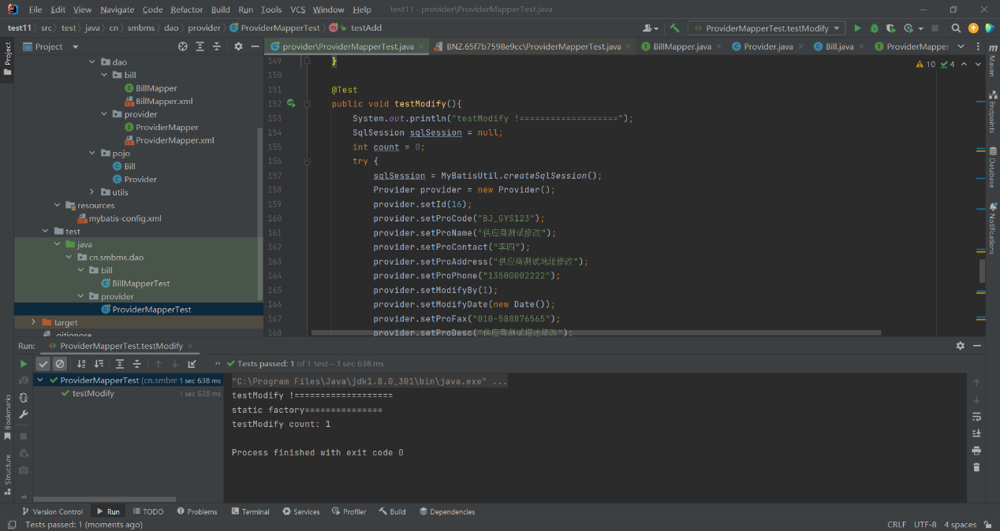 File Edit View Navigate Code Refactor Build Run Tools VCS Window Help test11 - provider\ProviderMapperTest.java
test11 src test java cn smbms dao provider ProviderMapperTest testAdd
ProviderMapperTest.testModify
Project
Project
provider\ProviderMapperTest.java
BNZ.65f7b7598e9cc\ProviderMapperTest.java
BillMapper.java
Provider.java
Bill.java
ProviderMapper
dao
bill
BillMapper
BillMapper.xml
provider
ProviderMapper
ProviderMapper.xml
pojo
Bill
Provider
utils
resources
mybatis-config.xml
test
java
cn.smbms.dao
bill
BillMapperTest
provider
ProviderMapperTest
target
.gitignore
10 4
149 }
150
151 @Test
152 public void testModify(){
153 System.out.println("testModify !===================");
154 SqlSession sqlSession = null;
155 int count = 0;
156 try {
157 sqlSession = MyBatisUtil.createSqlSession();
158 Provider provider = new Provider();
159 provider.setId(16);
160 provider.setProCode("BJ_GYS123");
161 provider.setProName("供应商测试修改");
162 provider.setProContact("李四");
163 provider.setProAddress("供应商测试地址修改");
164 provider.setProPhone("13500002222");
165 provider.setModifyBy(1);
166 provider.setModifyDate(new Date());
167 provider.setProFax("010-588876565");
168 provider.setProDesc("供应商测试描述修改");
Maven
Endpoints
Database
Notifications
Run: ProviderMapperTest.testModify
Tests passed: 1 of 1 test – 1 sec 638 ms
ProviderMapperTest (cn.smbm 1 sec 638 ms
testModify 1 sec 638 ms
"C:\Program Files\Java\jdk1.8.0_301\bin\java.exe" ...
testModify !===================
static factory===============
testModify count: 1
Process finished with exit code 0
Bookmarks
Structure
Version Control Run TODO Problems Terminal Services Profiler Build Dependencies
Tests passed: 1 (moments ago)
CRLF UTF-8 4 spaces